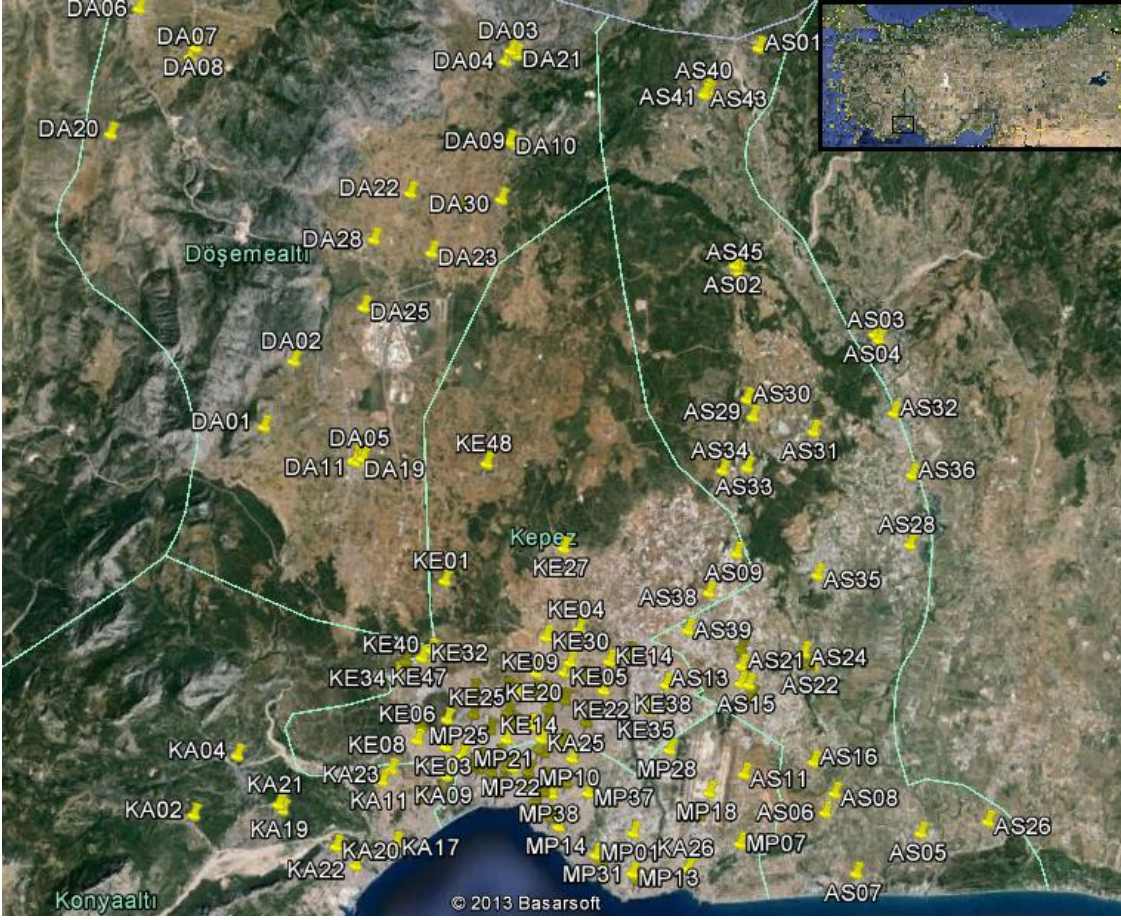 DA06
DA07
DA08
DA03
DA04
DA21
AS01
AS40
AS41
AS43
DA20
DA09
DA10
DA22
DA30
DA28
DA23
Döşemealtı
AS45
AS02
DA25
AS03
AS04
DA02
AS30
AS29
AS32
DA01
AS31
DA05
DA11
DA19
KE48
AS34
AS33
AS36
Kepez
AS28
KE27
KE01
AS09
AS35
AS38
KE04
AS39
KE30
KE40
KE32
KE09
KE14
AS21
AS24
KE34
KE47
KE05
AS13
AS22
KE25
KE20
KE38
AS15
KE06
KE14
KE22
KE35
KE08
MP25
KA25
KA04
MP21
MP28
AS16
KA23
KE03
MP10
AS11
KA21
KA11
KA09
MP22
MP37
MP18
AS06
AS08
KA02
KA19
MP38
AS26
KA20
KA17
MP14
MP01
KA26
MP07
AS05
KA22
MP31
MP13
AS07
Konyaaltı
© 2013 Basarsoft